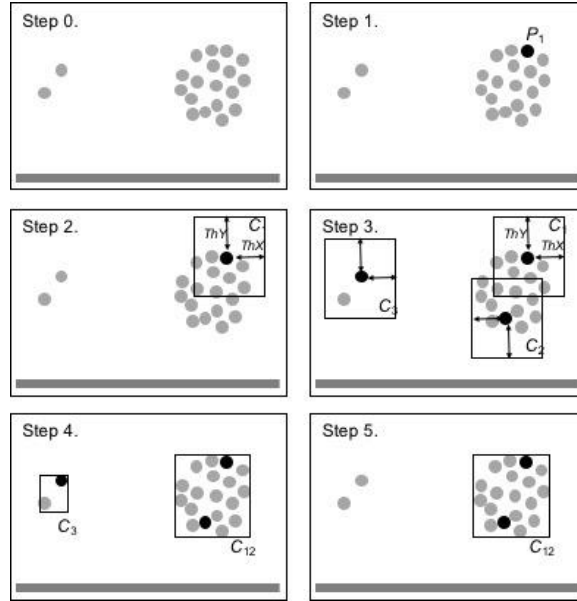 Step 0.
Step 1.
P1
Step 2.
C
ThY
ThX
Step 3.
C1
ThY
ThX
C3
C2
Step 4.
C3
C12
Step 5.
C12